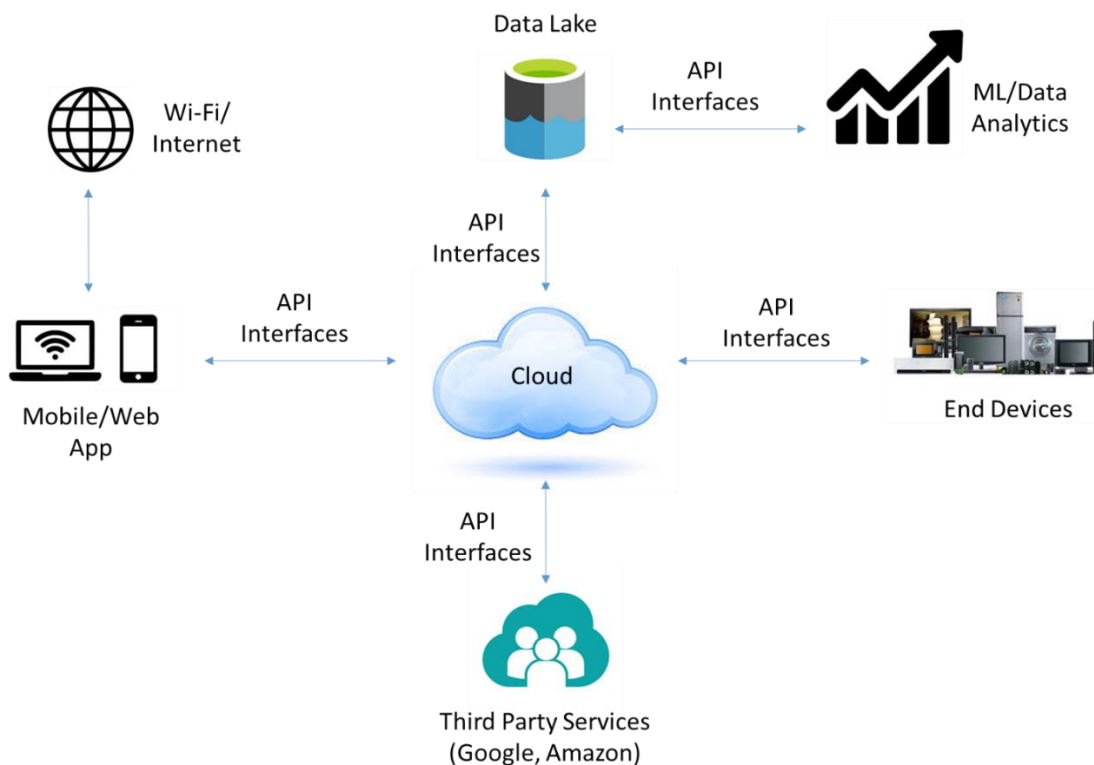 Data Lake
API
Interfaces
ML/Data
Analytics
Wi-Fi/
Internet
API
Interfaces
API
Interfaces
Cloud
API
Interfaces
Mobile/Web
App
End Devices
API
Interfaces
Third Party Services
(Google, Amazon)